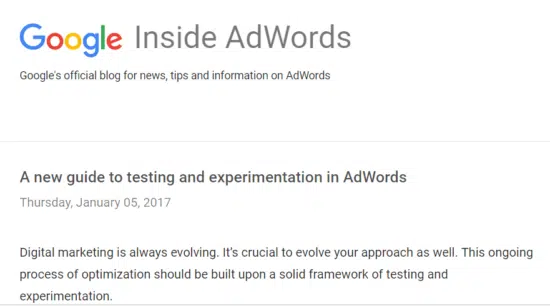 Google Inside AdWords
Google's official blog for news, tips and information on AdWords
A new guide to testing and experimentation in AdWords
Thursday, January 05, 2017
Digital marketing is always evolving. It's crucial to evolve your approach as well. This ongoing
process of optimization should be built upon a solid framework of testing and
experimentation.